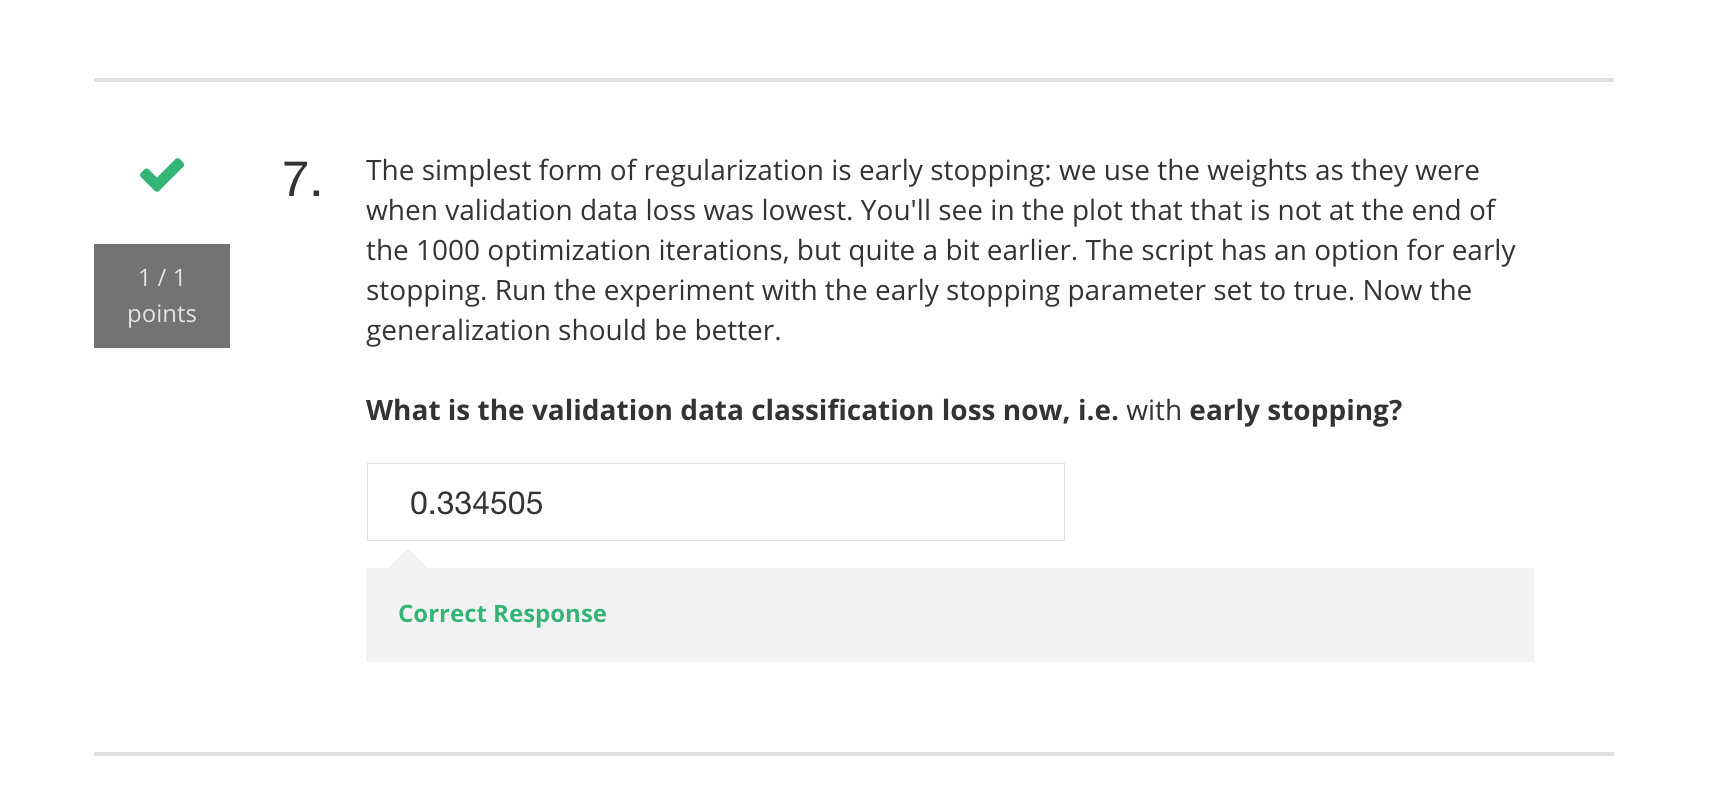 7.
The simplest form of regularization is early stopping: we use the weights as they were
when validation data loss was lowest. You'll see in the plot that that is not at the end of
the 1000 optimization iterations, but quite a bit earlier. The script has an option for early
stopping. Run the experiment with the early stopping parameter set to true. Now the
generalization should be better.
What is the validation data classification loss now, i.e. with early stopping?
0.334505
Correct Response
1 / 1
points